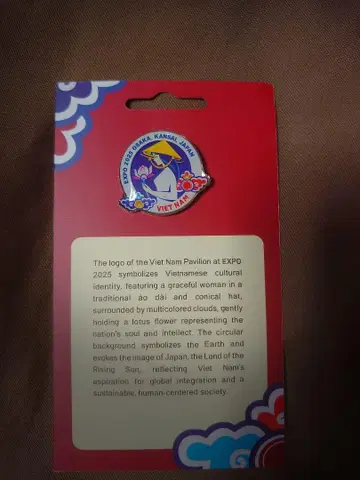 EXPO 2025 OSAKA, KANSAI, JAPAN
VIET NAM
The logo of the Viet Nam Pavilion at EXPO
2025 symbolizes Vietnamese cultural
identity, featuring a graceful woman in a
traditional áo dài and conical hat,
surrounded by multicolored clouds, gently
holding a lotus flower representing the
nation's soul and intellect. The circular
background symbolizes the Earth and
evokes the image of Japan, the Land of the
Rising Sun, reflecting Viet Nam's
aspiration for global integration and a
sustainable, human-centered society.